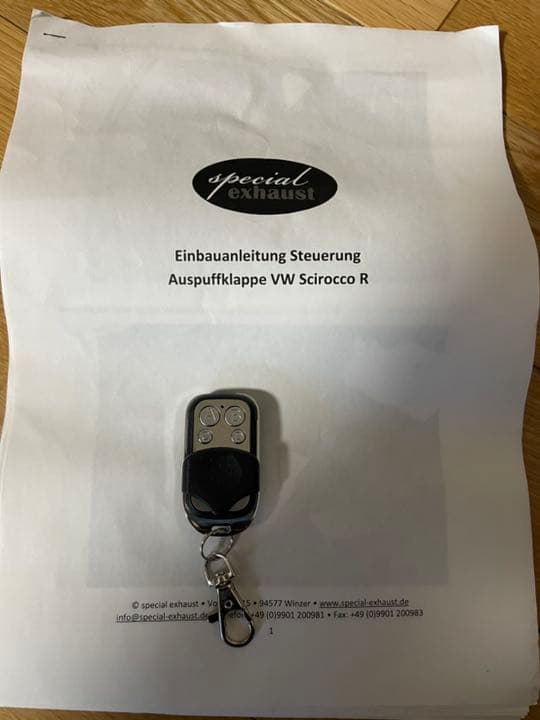 special
exhaust
Einbauanleitung Steuerung
Auspuffklappe VW Scirocco R
A B
© special exhaust • 15 • 94577 Winzer • www.special-exhaust.de
info@special-exhaust.de +49 (0)9901 200981 • Fax: +49 (0)9901 200983
1